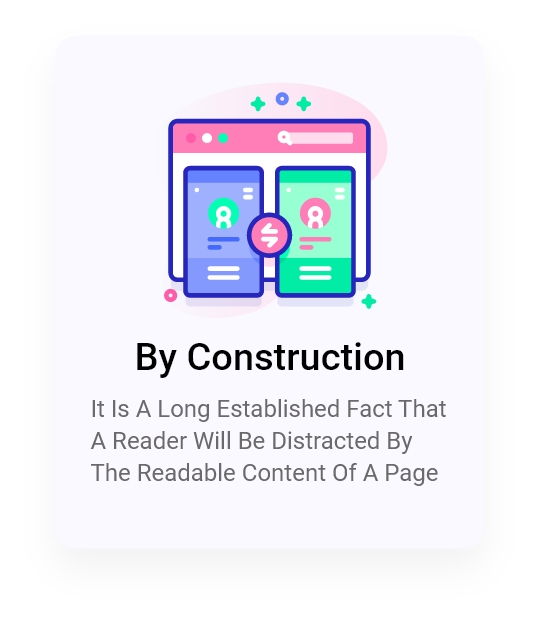 By Construction
It Is A Long Established Fact That
A Reader Will Be Distracted By
The Readable Content Of A Page